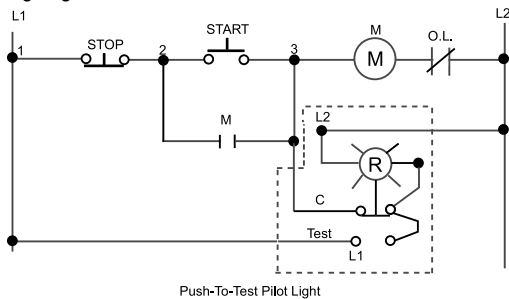 L1
L2
STOP
START
M
O.L.
1
2
3
M
M
L2
R
C
Test
L1
Push-To-Test Pilot Light